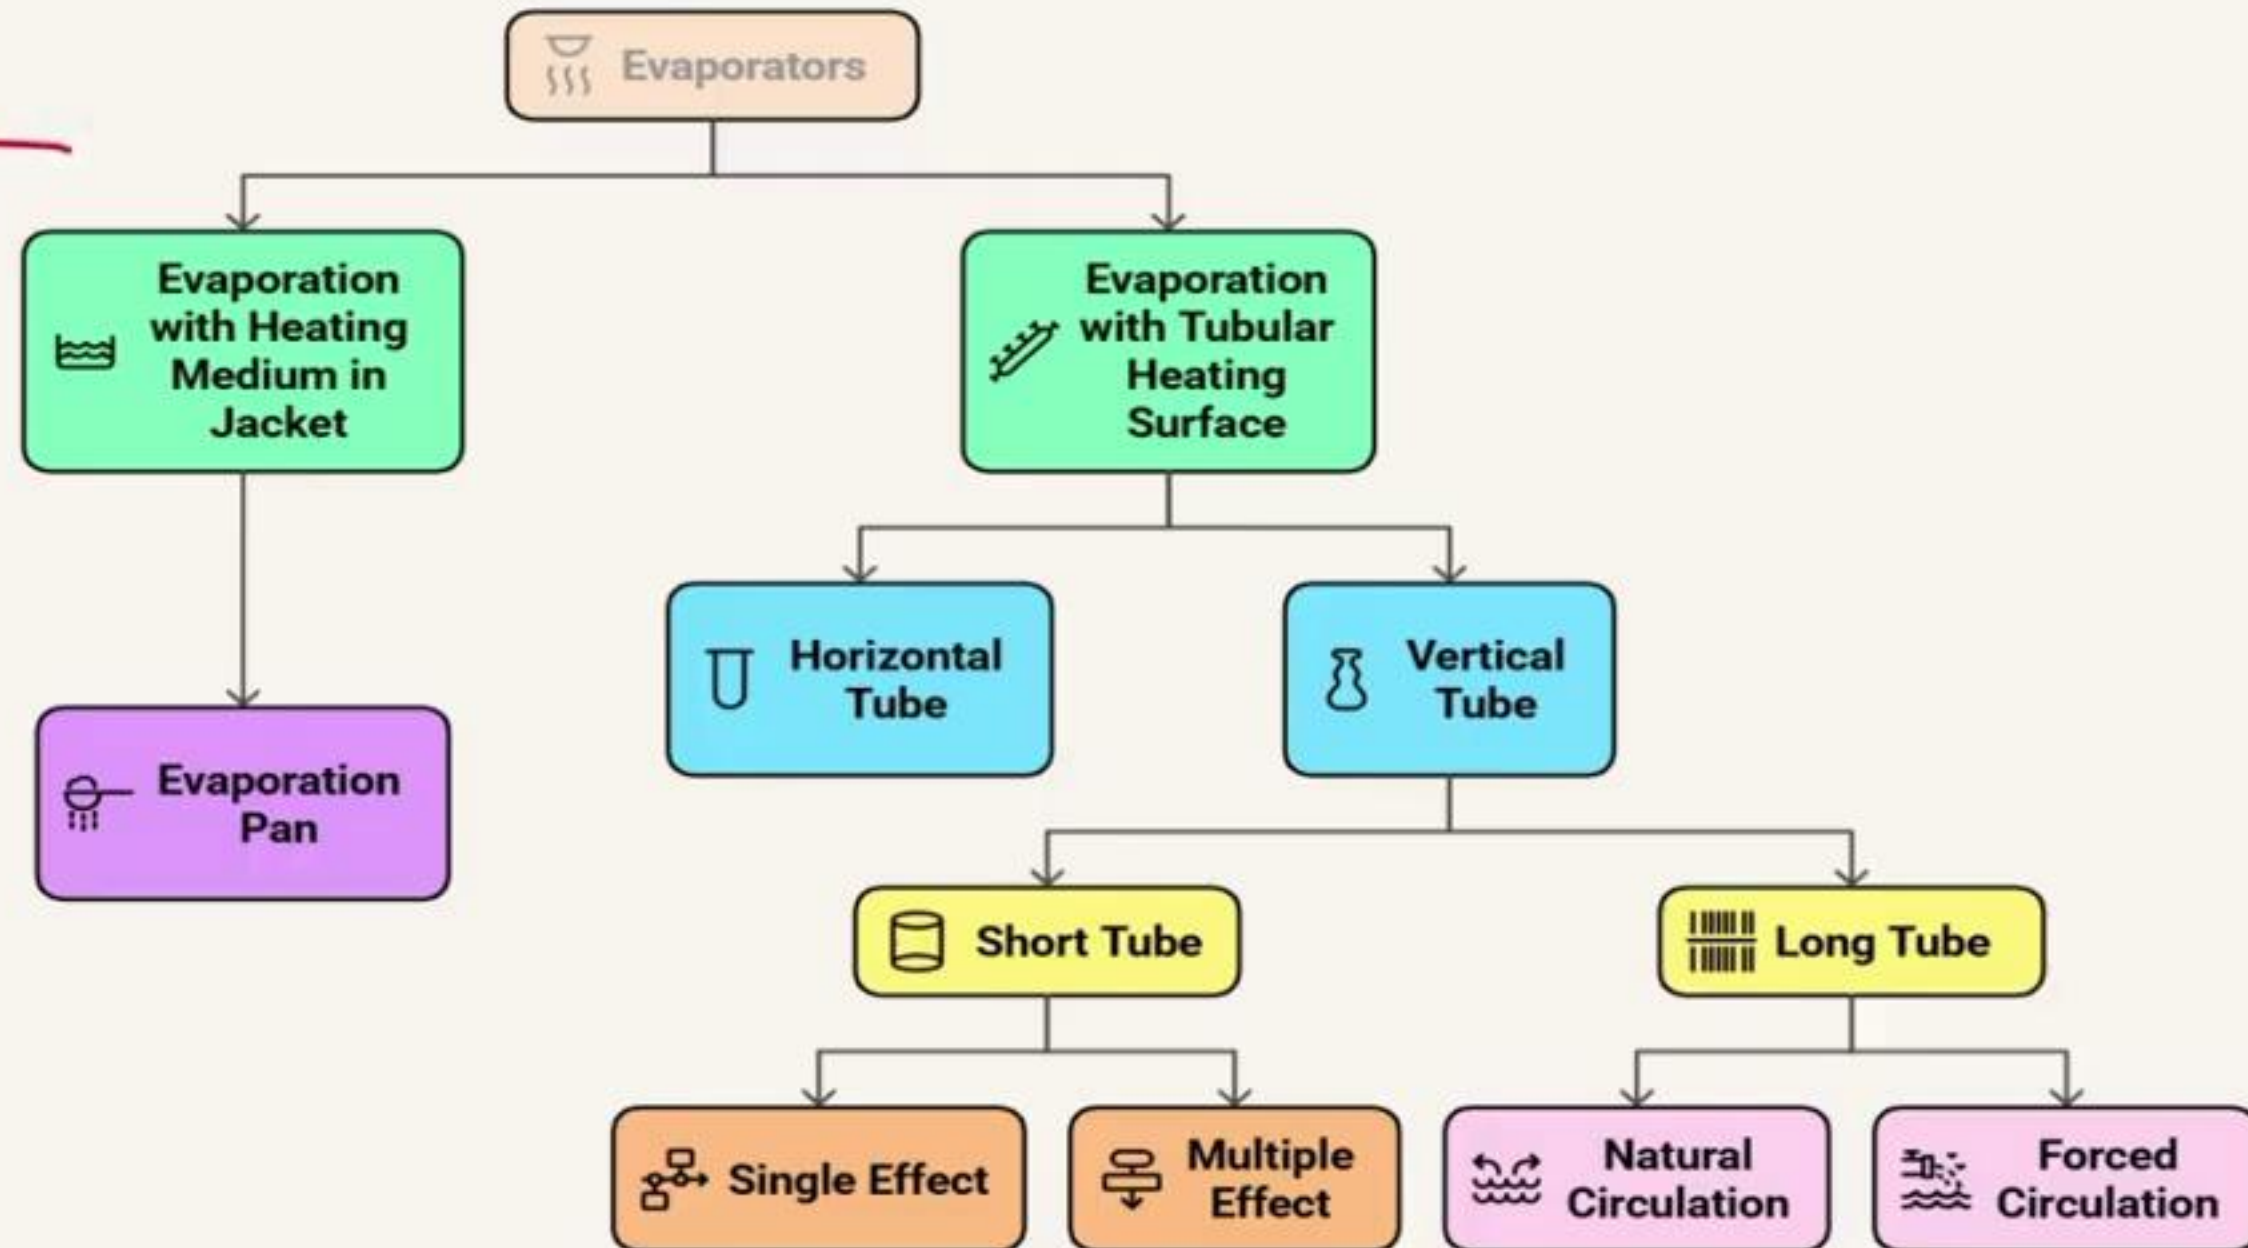 Evaporators
Evaporation
with Heating
Medium in
Jacket
Evaporation
with Tubular
Heating
Surface
Horizontal
Tube
Vertical
Tube
Evaporation
Pan
Short Tube
Long Tube
Single Effect
Multiple
Effect
Natural
Circulation
Forced
Circulation